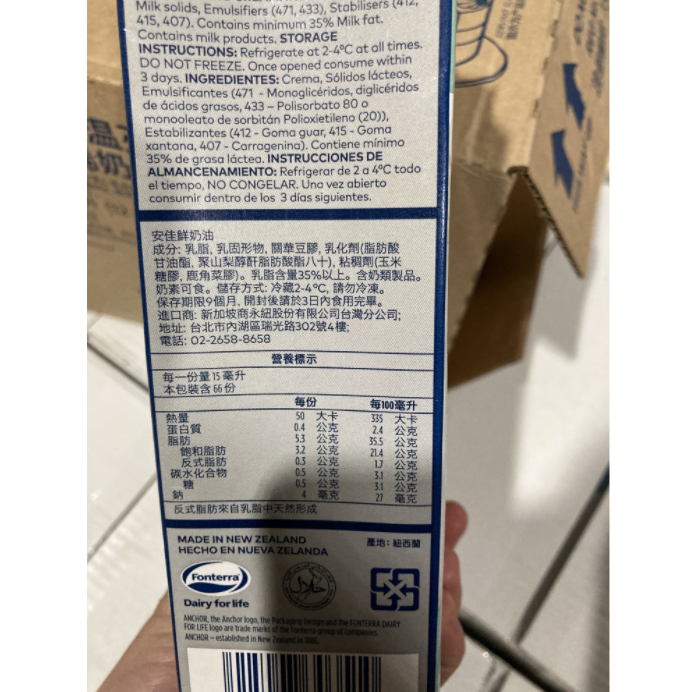 Milk solids, Emulsifiers (471, 433), Stabilisers (412,
415, 407). Contains minimum 35% Milk fat.
Contains milk products. STORAGE
INSTRUCTIONS: Refrigerate at 2-4°C at all times.
DO NOT FREEZE. Once opened consume within
3 days. INGREDIENTES: Crema, Sólidos lácteos,
Emulsificantes (471 - Monoglicéridos, diglicéridos
de ácidos grasos, 433 – Polisorbato 80 o
monooleato de sorbitán Polioxietileno (20)),
Estabilizantes (412 - Goma guar, 415 - Goma
xantana, 407 - Carragenina). Contiene mínimo
35% de grasa láctea. INSTRUCCIONES DE
ALMANCENAMIENTO: Refrigerar de 2 a 4°C todo
el tiempo, NO CONGELAR. Una vez abierto
consumir dentro de los 3 días siguientes.
安佳鮮奶油
成分: 乳脂, 乳固形物, 關華豆膠, 乳化劑(脂肪酸
甘油酯, 聚山梨醇酐脂肪酸酯八十), 粘稠劑(玉米
糖膠, 鹿角菜膠)。乳脂含量35%以上。含奶類製品。
奶素可食。儲存方式: 冷藏2-4°C, 請勿冷凍。
保存期限9個月, 開封後請於3日內食用完畢。
進口商: 新加坡商永紐股份有限公司台灣分公司;
地址: 台北市內湖區瑞光路302號4樓;
電話: 02-2658-8658
營養標示
每一份量 15 毫升
本包裝含 66 份
每份 每100毫升
熱量 50 大卡 335 大卡
蛋白質 0.4 公克 2.4 公克
脂肪 5.3 公克 35.5 公克
飽和脂肪 3.2 公克 21.4 公克
反式脂肪 0.3 公克 1.7 公克
碳水化合物 0.5 公克 3.1 公克
糖 0.5 公克 3.1 公克
鈉 4 毫克 27 毫克
反式脂肪來自乳脂中天然形成
MADE IN NEW ZEALAND 產地: 紐西蘭
HECHO EN NUEVA ZELANDA
Fonterra
Dairy for life
حلال
ANCHOR, the Anchor logo, the Packaging Design and the FONTERRA DAIRY
FOR LIFE logo are trade marks of the Fonterra group of companies.
ANCHOR – established in New Zealand in 1886.